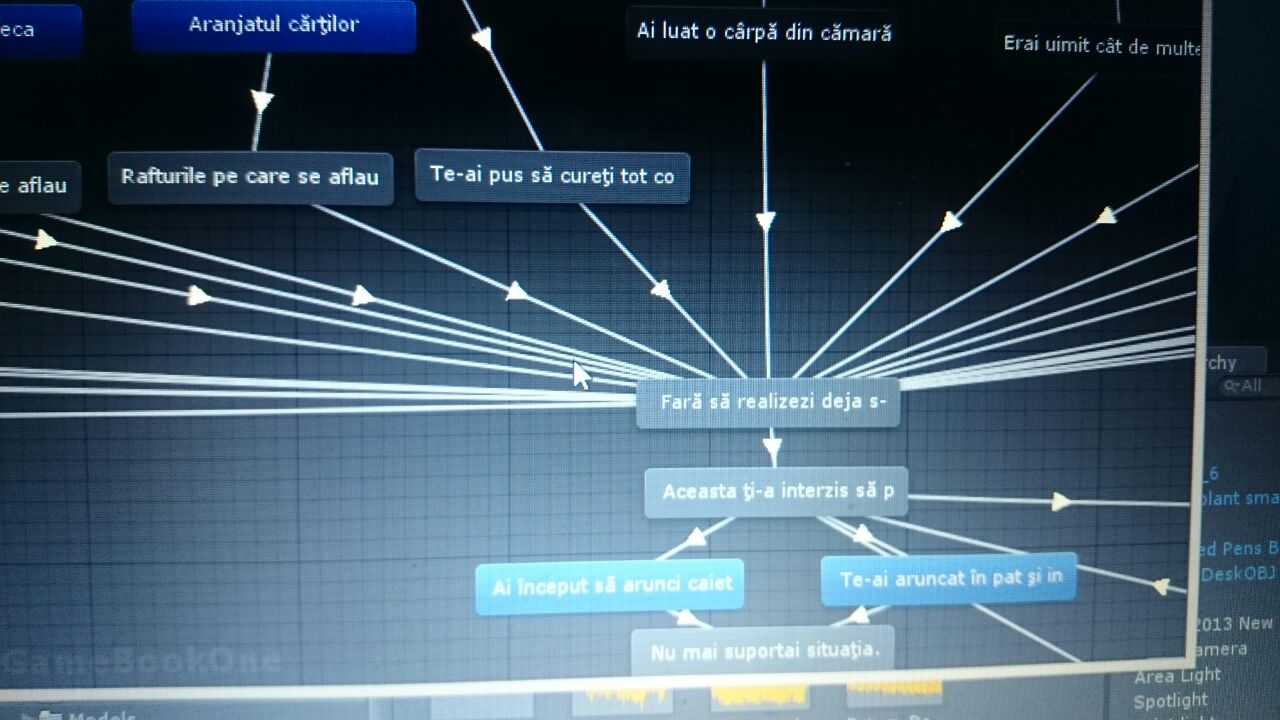 eca
Aranjatul cărţilor
Ai luat o cârpă din cămară
Erai uimit cât de multe
e aflau
Rafturile pe care se aflau
Te-ai pus să cureţi tot co
Fară să realizezi deja s-
rchy
All
Aceasta ţi-a interzis să p
_6
plant sma
Ai început să arunci caiet
Te-ai aruncat în pat şi in
ed Pens B
DeskOBJ
2013 New
Nu mai suportai situaţia.
amera
GameBookOne
Area Light
Spotlight
Models